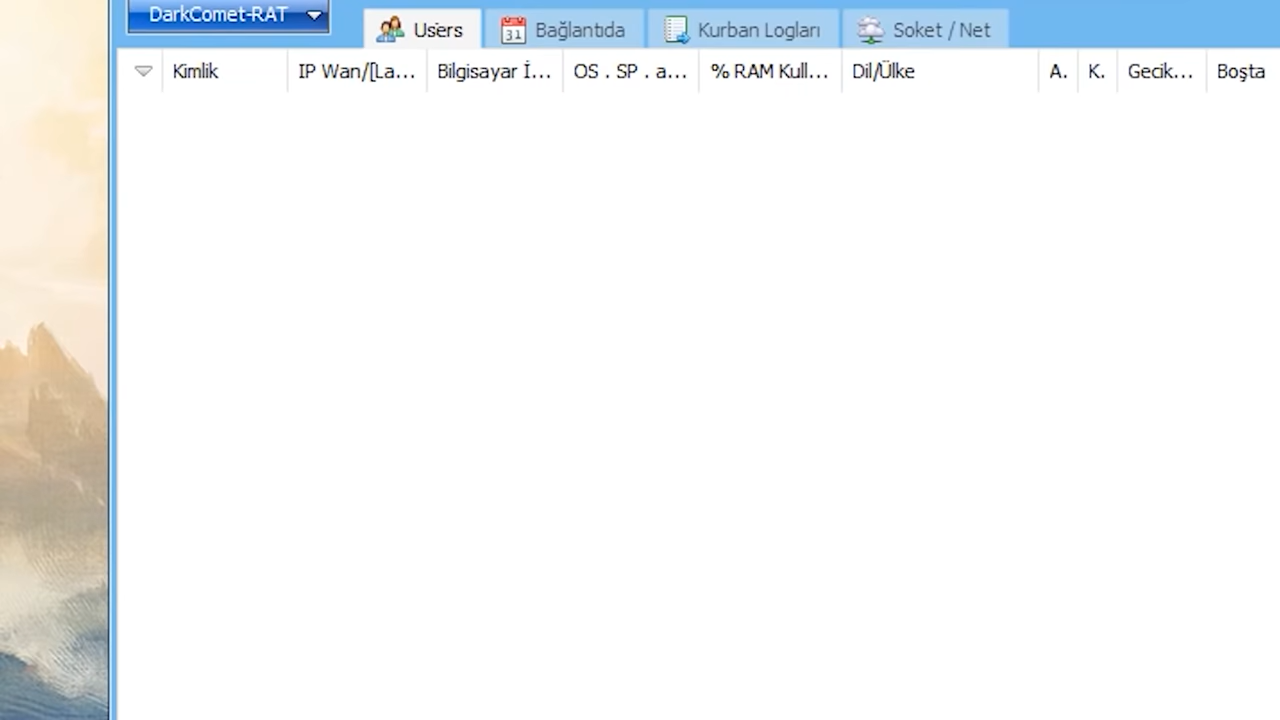 DarkComet-RAT
Users Bağlantıda Kurban Logları Soket / Net
Kimlik IP Wan/[La... Bilgisayar İ... OS . SP . a... % RAM Kull... Dil/Ülke A. K. Gecik... Boşta
31